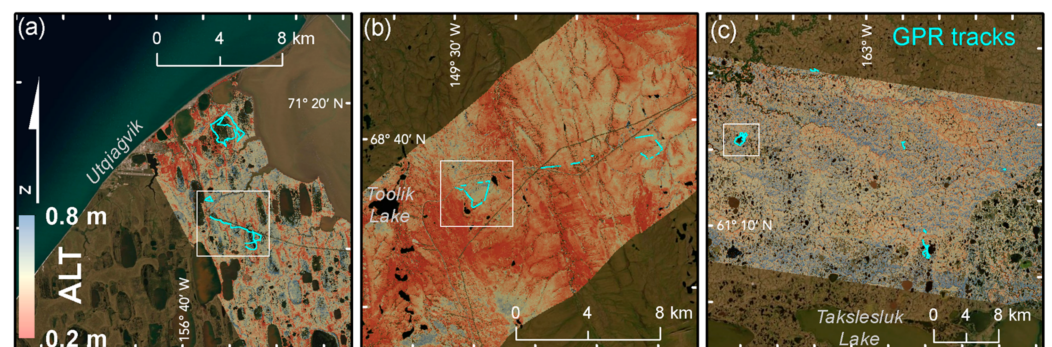 (a)
0 4 8 km
71° 20′ N
Utqiaġvik
N
0.8 m
ALT
0.2 m
156° 40′ W
(b)
149° 30′ W
68° 40′ N
Toolik
Lake
0 4 8 km
(c)
163° W
GPR tracks
61° 10′ N
Takslesluk
Lake
0 4 8 km